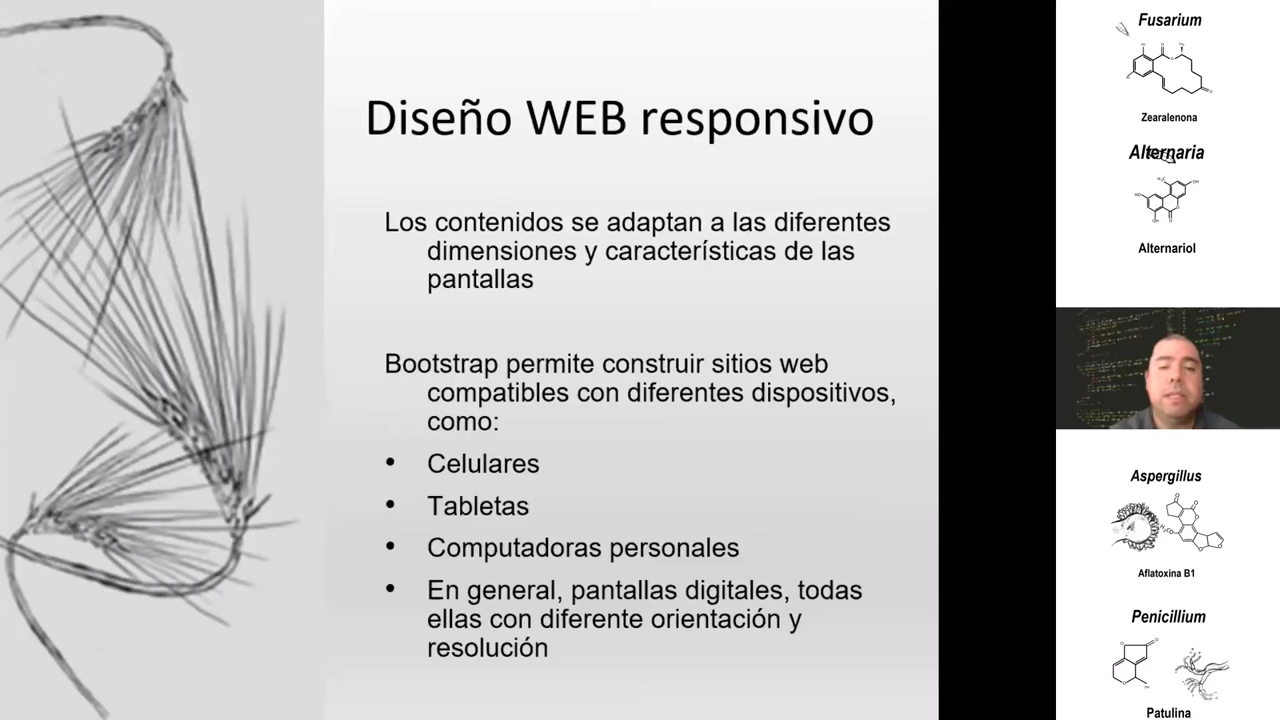 Diseño WEB responsivo
Los contenidos se adaptan a las diferentes
dimensiones y características de las
pantallas
Bootstrap permite construir sitios web
compatibles con diferentes dispositivos,
como:
• Celulares
• Tabletas
• Computadoras personales
• En general, pantallas digitales, todas
ellas con diferente orientación y
resolución
Fusarium
Zearalenona
Alternaria
Alternariol
Aspergillus
Aflatoxina B1
Penicillium
Patulina